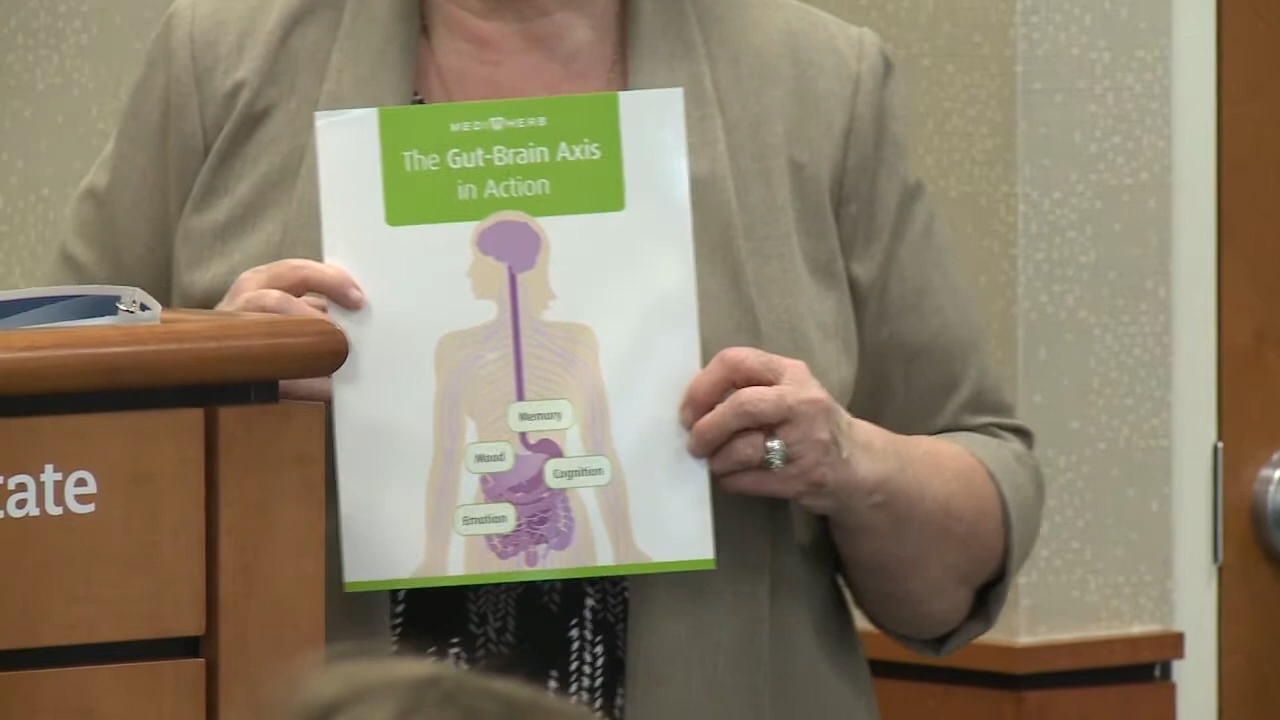 MEDIHERB
The Gut-Brain Axis
in Action
Memory
Mood
Cognition
Emotion
tate